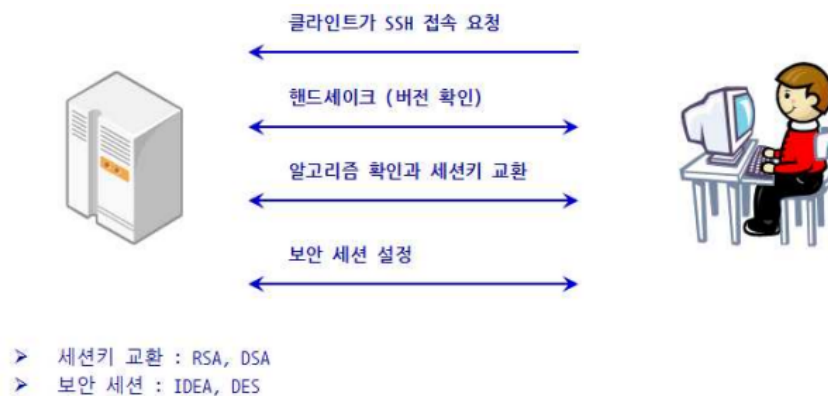 클라인트가 SSH 접속 요청
핸드세이크 (버전 확인)
알고리즘 확인과 세션키 교환
보안 세션 설정
➢ 세션키 교환 : RSA, DSA
➢ 보안 세션 : IDEA, DES